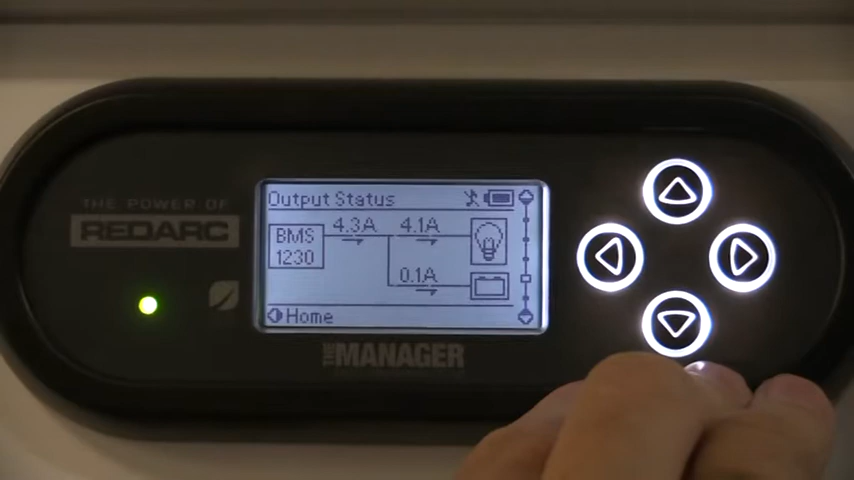 THE POWER OF
REDARC
Output Status
4.3A
4.1A
BMS
1230
0.1A
Home
THE MANAGER